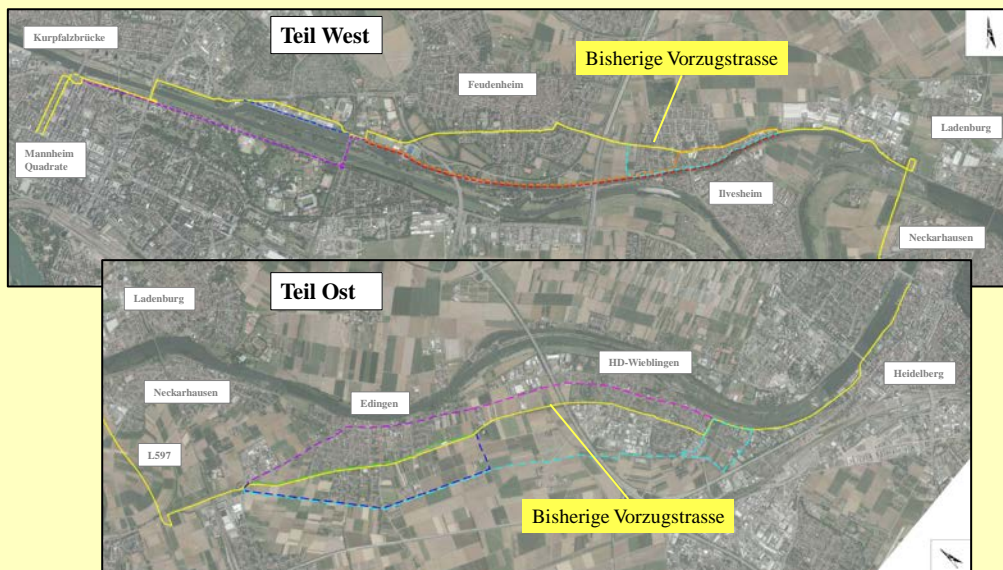 Teil West
Kurpfalzbrücke
Bisherige Vorzugstrasse
Feudenheim
Ladenburg
Mannheim
Quadrate
Ilvesheim
Neckarhausen
Teil Ost
Ladenburg
HD-Wieblingen
Heidelberg
Neckarhausen
Edingen
L597
Bisherige Vorzugstrasse